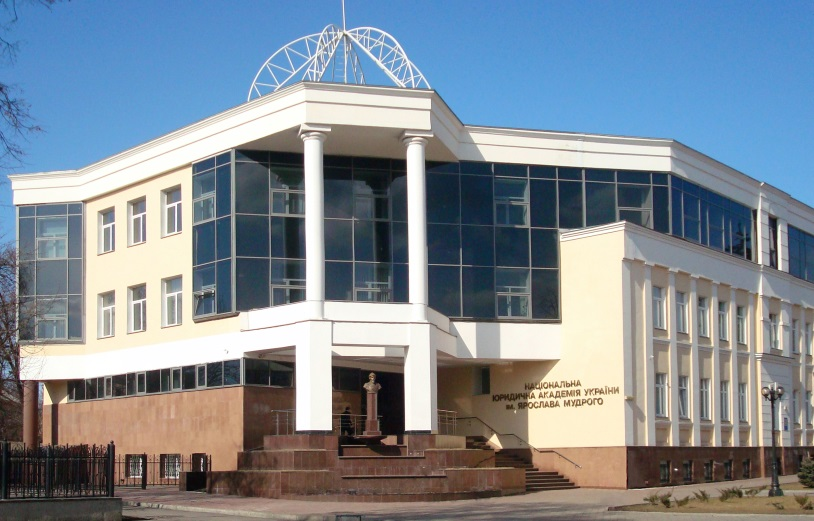 НАЦІОНАЛЬНА
ЮРИДИЧНА АКАДЕМІЯ УКРАЇНИ
ім. ЯРОСЛАВА МУДРОГО